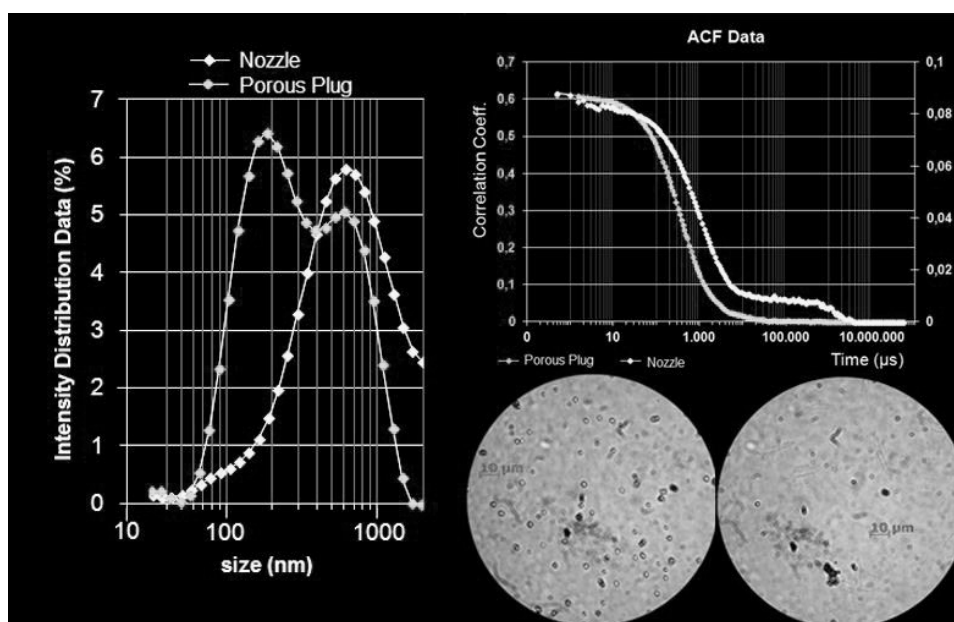 Nozzle
Porous Plug
7
6
5
4
3
2
1
0
10
100
1000
Intensity Distribution Data (%)
size (nm)
ACF Data
0,7
0,6
0,5
0,4
0,3
0,2
0,1
0
Correlation Coeff.
0,1
0,08
0,06
0,04
0,02
0
0
10
1.000
100.000
10.000.000
Time (µs)
Porous Plug
Nozzle
10 µm
10 µm